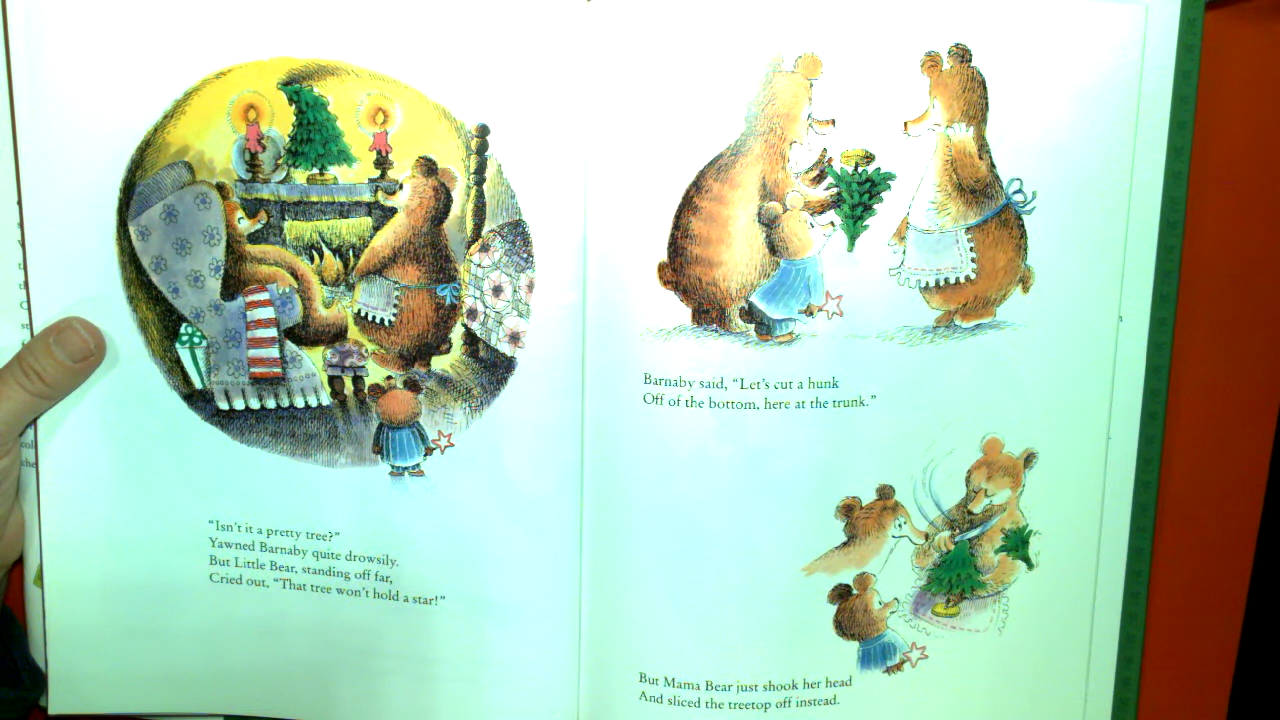 "Isn't it a pretty tree?"
Yawned Barnaby quite drowsily.
But Little Bear, standing off far,
Cried out, "That tree won't hold a star!"
Barnaby said, "Let's cut a hunk
Off of the bottom, here at the trunk."
But Mama Bear just shook her head
And sliced the treetop off instead.